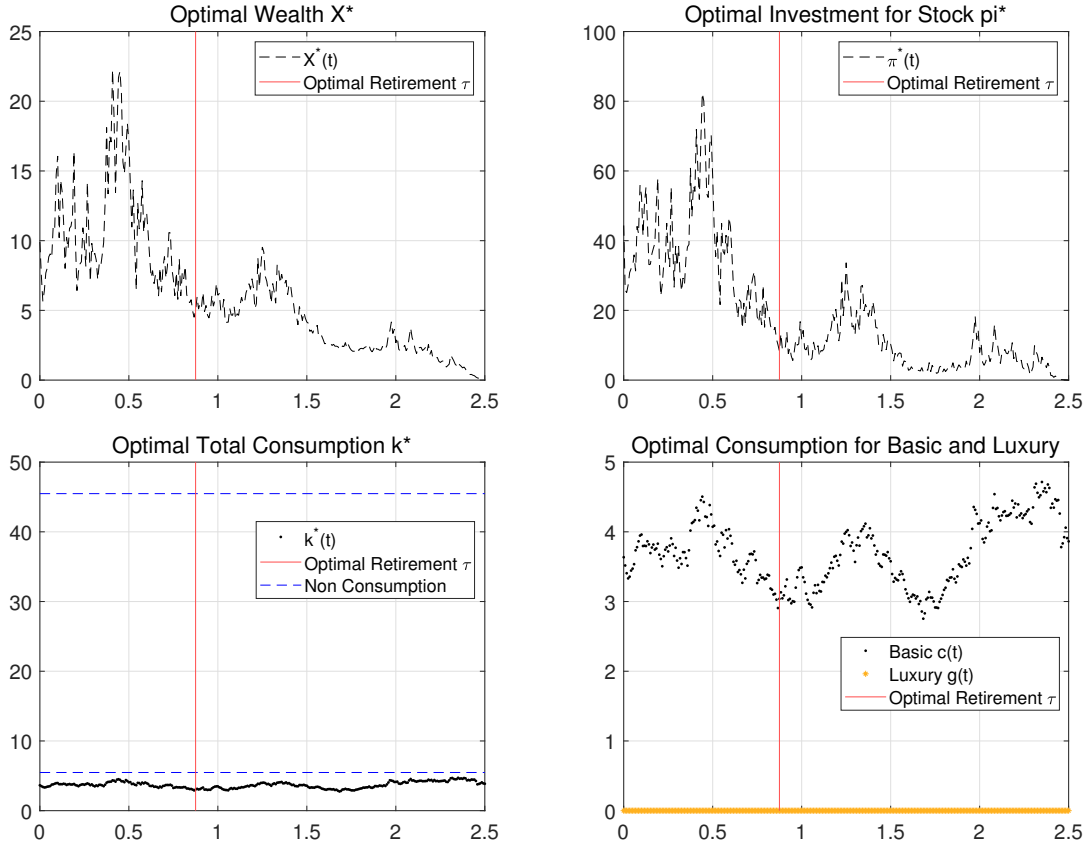 Optimal Wealth X*
25
20
15
10
5
0
0 0.5 1 1.5 2 2.5
X*(t)
Optimal Retirement τ
Optimal Investment for Stock pi*
100
80
60
40
20
0
0 0.5 1 1.5 2 2.5
π*(t)
Optimal Retirement τ
Optimal Total Consumption k*
50
40
30
20
10
0
0 0.5 1 1.5 2 2.5
k*(t)
Optimal Retirement τ
Non Consumption
Optimal Consumption for Basic and Luxury
5
4
3
2
1
0
0 0.5 1 1.5 2 2.5
Basic c(t)
Luxury g(t)
Optimal Retirement τ